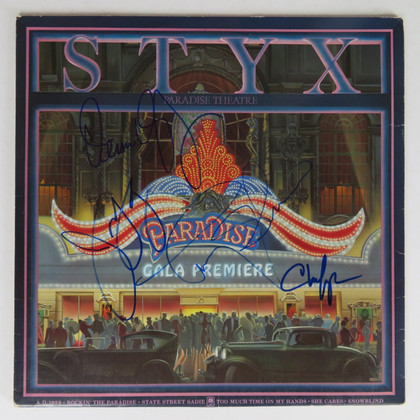 STYX
PARADISE THEATRE
PARADISE
GALA PREMIERE
A.D. 1928 • ROCKIN' THE PARADISE • STATE STREET SADIE • TOO MUCH TIME ON MY HANDS • SHE CARES • SNOWBLIND